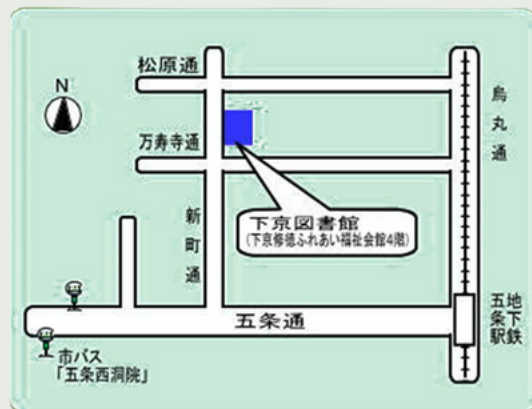 松原通
N
烏丸通
万寿寺通
下京図書館
(下京修徳ふれあい福祉会館4階)
新町通
五条通
地下鉄
五条駅
市バス
「五条西洞院」